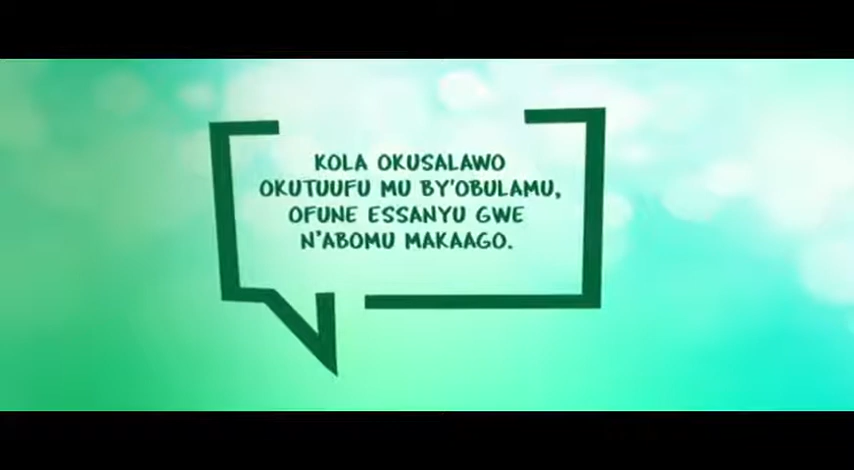 KOLA OKUSALAWO
OKUTUUFU MU BY'OBULAMU,
OFUNE ESSANYU GWE
N'ABOMU MAKAAGO.